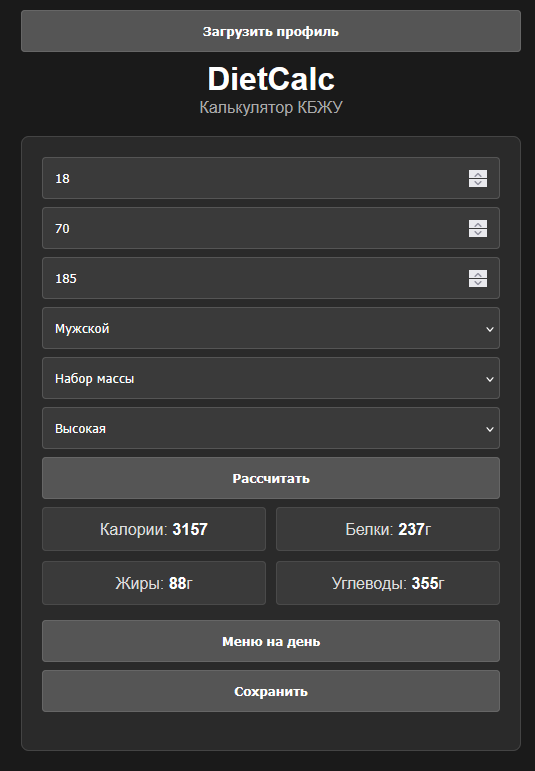 Загрузить профиль
DietCalc
Калькулятор КБЖУ
18
70
185
Мужской
Набор массы
Высокая
Рассчитать
Калории: 3157
Белки: 237г
Жиры: 88г
Углеводы: 355г
Меню на день
Сохранить